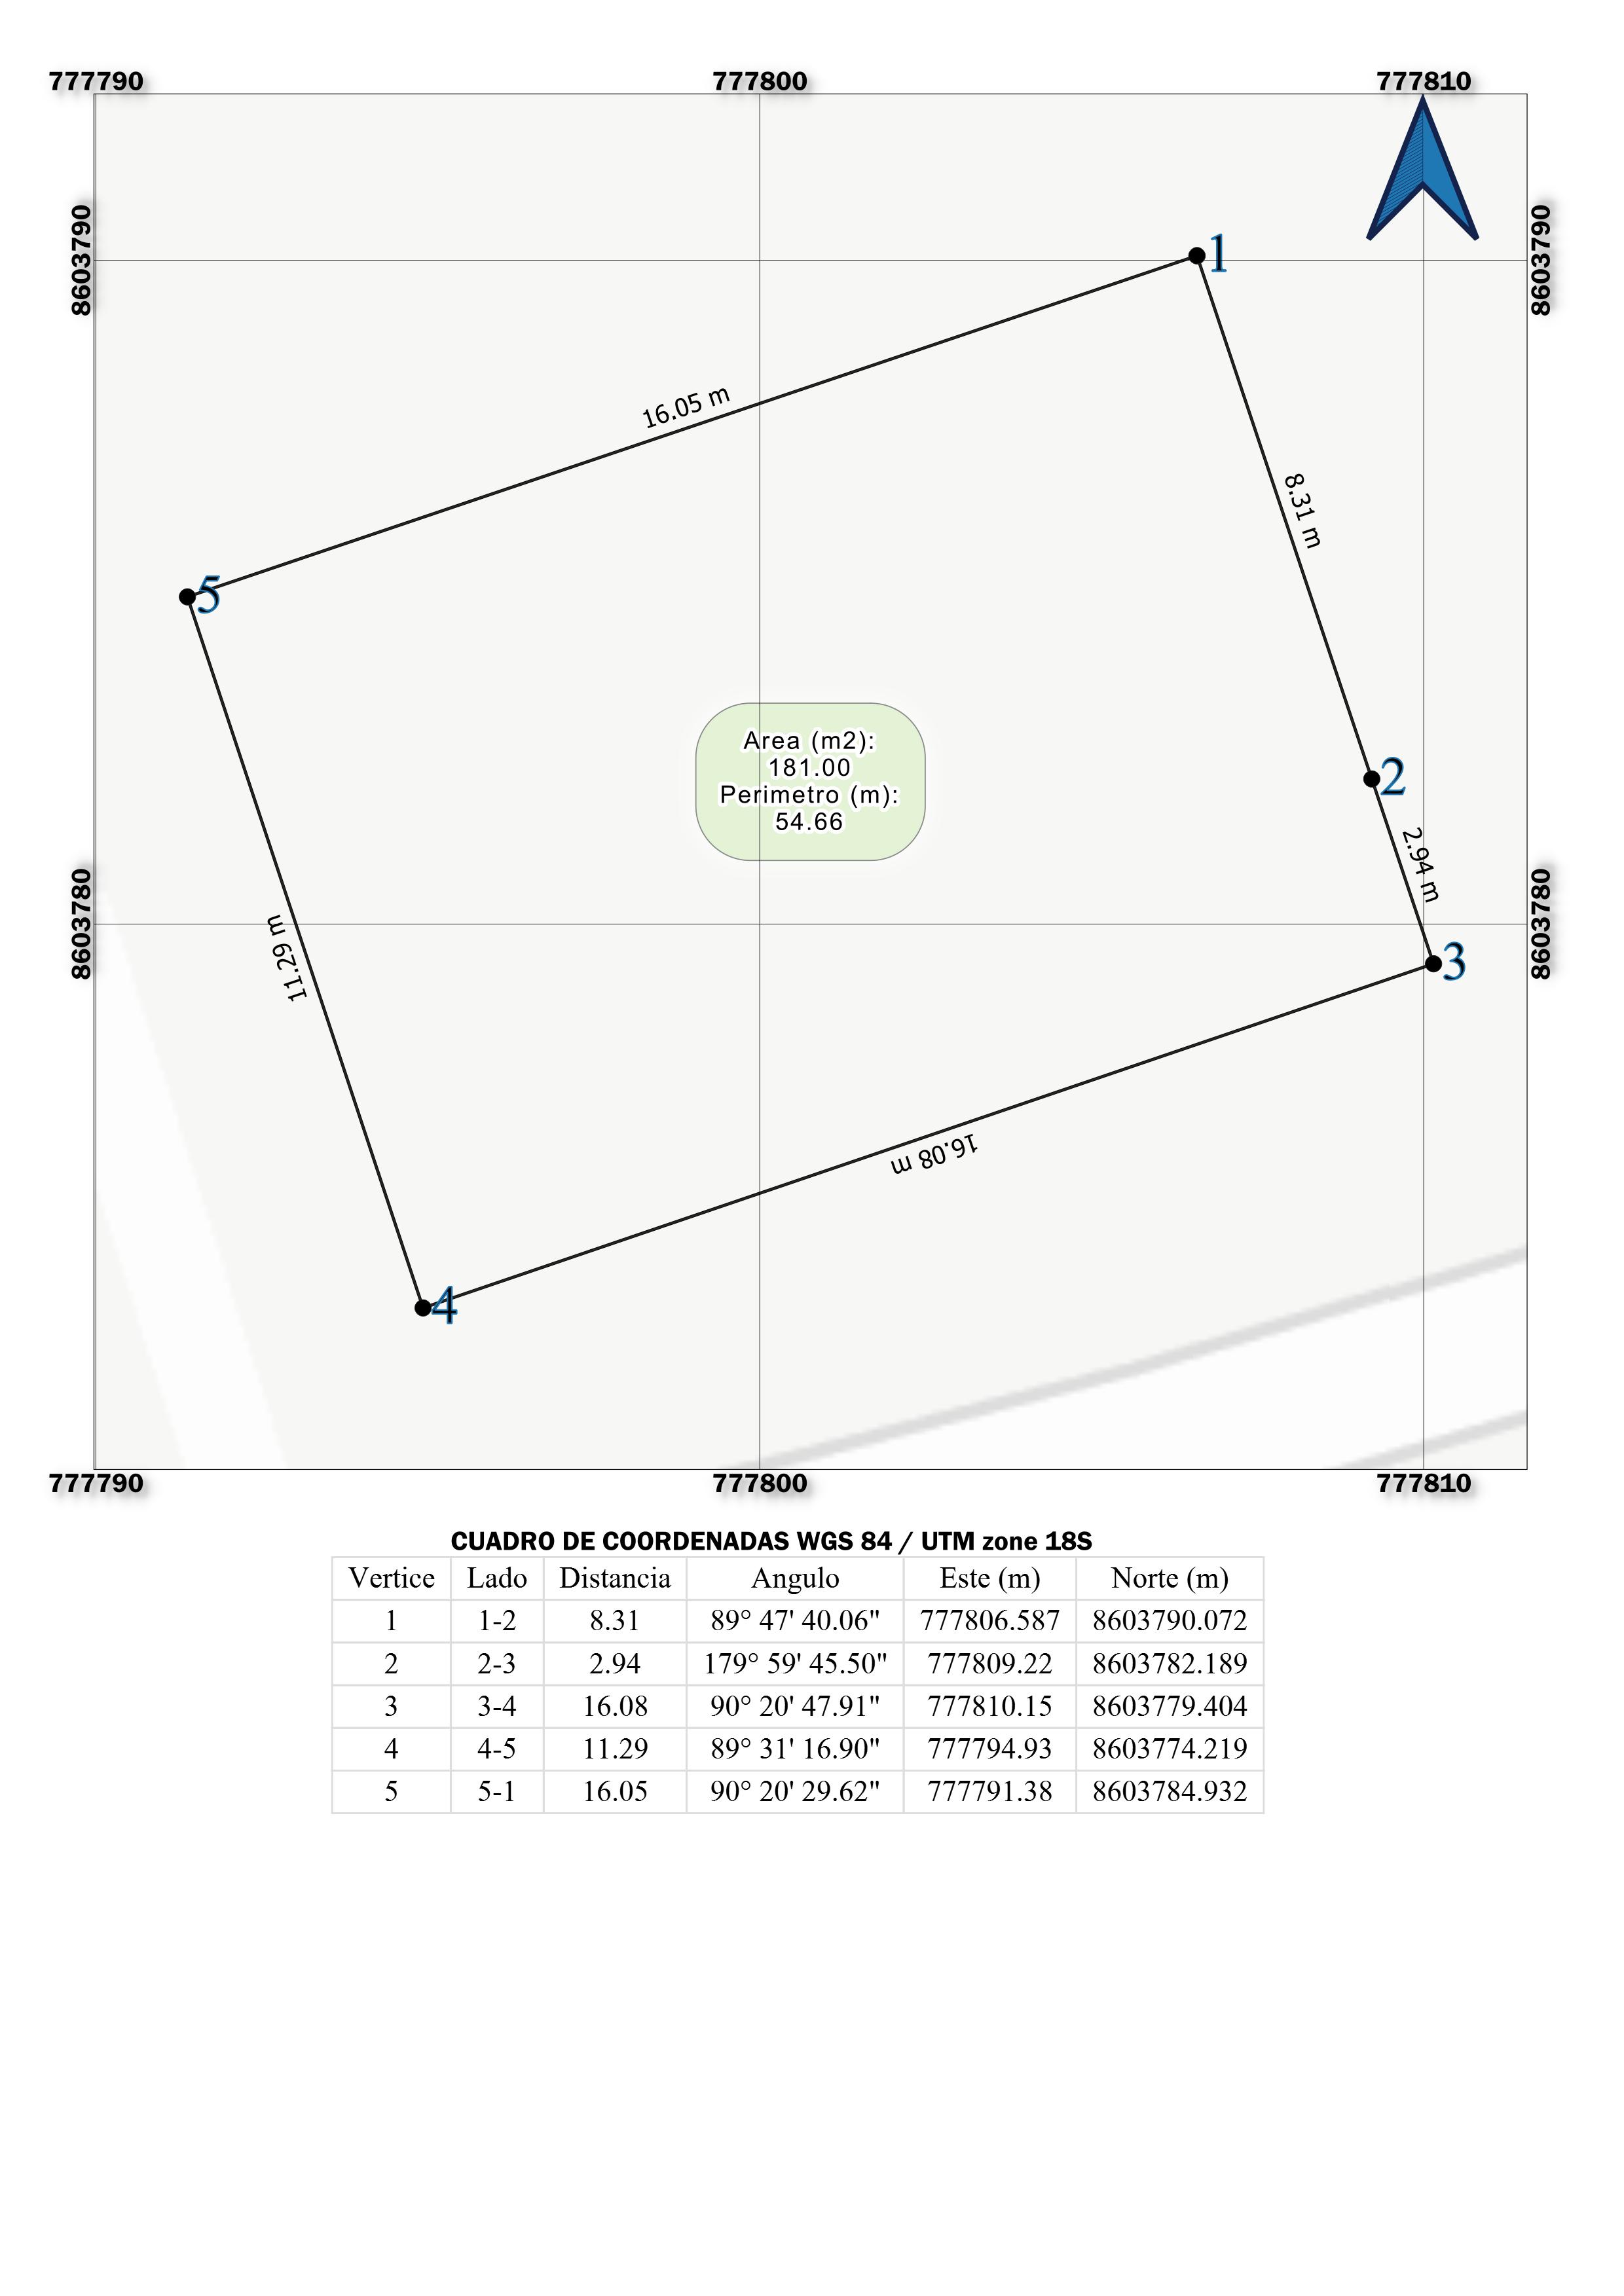 777790 777800 777810
8603790 8603790
1
16.05 m
8.31 m
5
Area (m2):
181.00
Perimetro (m):
54.66
2
2.94 m
8603780 8603780
11.29 m
3
16.08 m
4
777790 777800 777810
CUADRO DE COORDENADAS WGS 84 / UTM zone 18S
Vertice Lado Distancia Angulo Este (m) Norte (m)
1 1-2 8.31 89° 47' 40.06" 777806.587 8603790.072
2 2-3 2.94 179° 59' 45.50" 777809.22 8603782.189
3 3-4 16.08 90° 20' 47.91" 777810.15 8603779.404
4 4-5 11.29 89° 31' 16.90" 777794.93 8603774.219
5 5-1 16.05 90° 20' 29.62" 777791.38 8603784.932